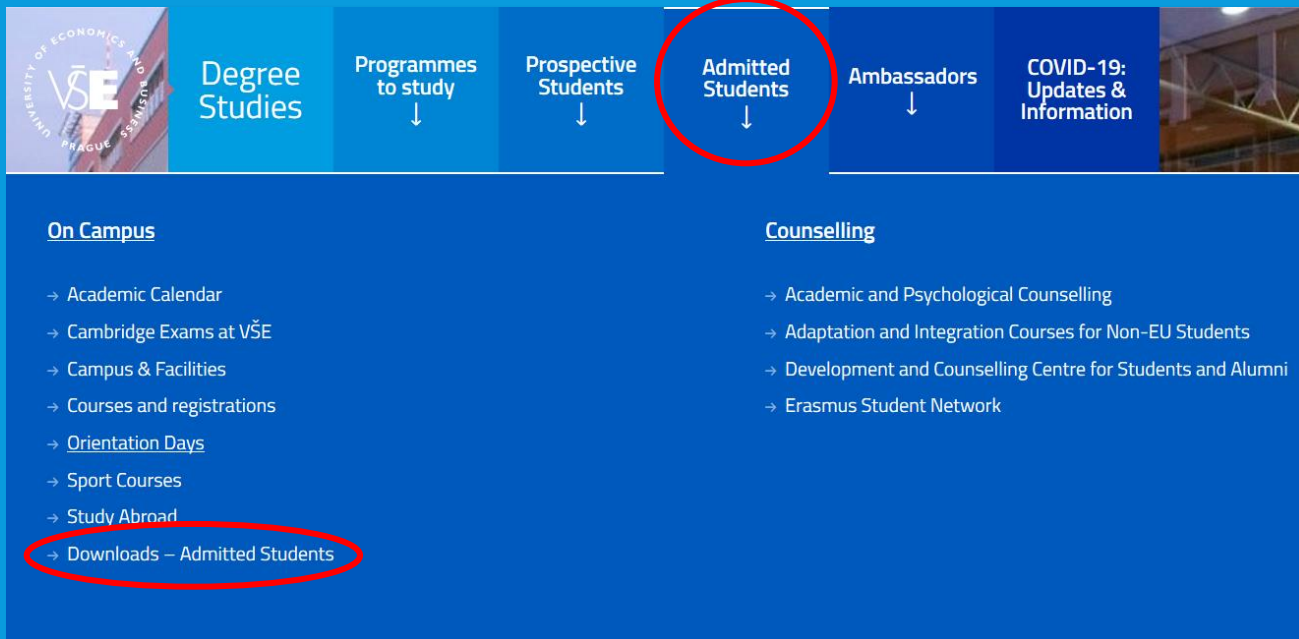 UNIVERSITY OF ECONOMICS AND BUSINESS
PRAGUE
VŠE
Degree
Studies
Programmes
to study
↓
Prospective
Students
↓
Admitted
Students
↓
Ambassadors
↓
COVID-19:
Updates &
Information
On Campus
→ Academic Calendar
→ Cambridge Exams at VŠE
→ Campus & Facilities
→ Courses and registrations
→ Orientation Days
→ Sport Courses
→ Study Abroad
→ Downloads – Admitted Students
Counselling
→ Academic and Psychological Counselling
→ Adaptation and Integration Courses for Non-EU Students
→ Development and Counselling Centre for Students and Alumni
→ Erasmus Student Network